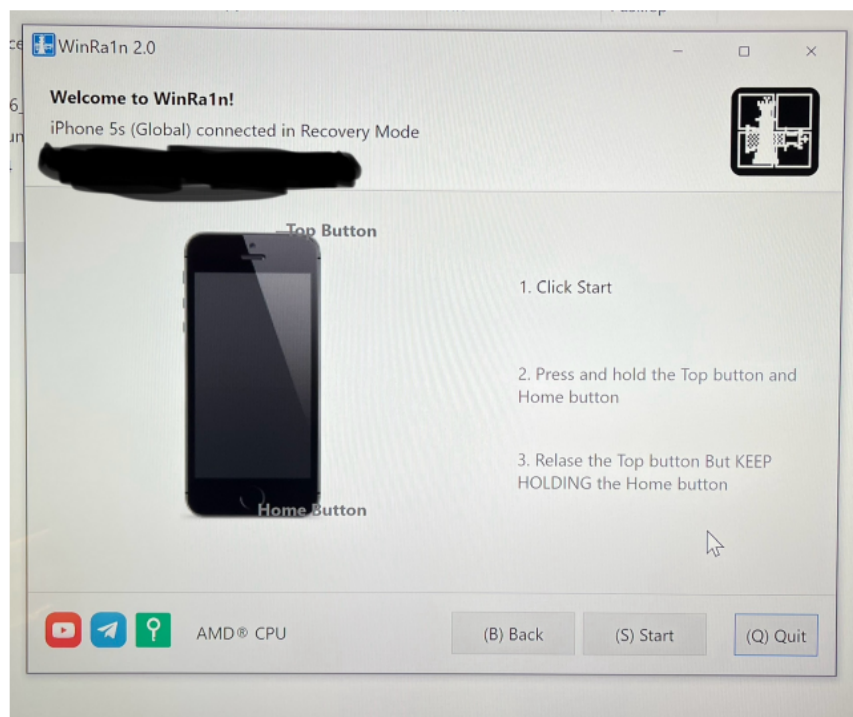 WinRa1n 2.0
Welcome to WinRa1n!
iPhone 5s (Global) connected in Recovery Mode
Top Button
1. Click Start
2. Press and hold the Top button and
Home button
3. Relase the Top button But KEEP
HOLDING the Home button
Home Button
AMD® CPU
(B) Back
(S) Start
(Q) Quit